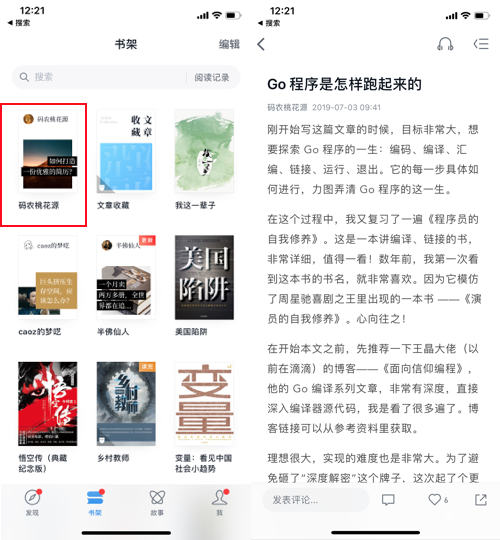 12:21
搜索
书架
编辑
搜索
阅读记录
码农桃花源
如何打造
一份优雅的简历?
码农桃花源
文章
收藏
文章收藏
我这一辈子
caoz的梦呓
巨头挤压生
存空间,应
该怎么办?
caoz的梦呓
更新
半佛仙人
一个月卖
两万多册,全世
界都在追...
半佛仙人
美国
陷阱
美国陷阱
悟空传
悟空传(典藏
纪念版)
读完
乡村
教师
乡村教师
变量
变量:看见中国
社会小趋势
发现
书架
故事
我
12:21
搜索
Go 程序是怎样跑起来的
码农桃花源 2019-07-03 09:41
刚开始写这篇文章的时候,目标非常大,想
要探索 Go 程序的一生:编码、编译、汇
编、链接、运行、退出。它的每一步具体如
何进行,力图弄清 Go 程序的这一生。
在这个过程中,我又复习了一遍《程序员的
自我修养》。这是一本讲编译、链接的书,
非常详细,值得一看!数年前,我第一次看
到这本书的书名,就非常喜欢。因为它模仿
了周星驰喜剧之王里出现的一本书 ——《演
员的自我修养》。心向往之!
在开始本文之前,先推荐一下王晶大佬(以
前在滴滴)的博客——《面向信仰编程》,
他的 Go 编译系列文章,非常有深度,直接
深入编译器源代码,我是看了很多遍了。博
客链接可以从参考资料里获取。
理想很大,实现的难度也是非常大。为了避
免砸了“深度解密”这个牌子,这次起了个更
发表评论...
6